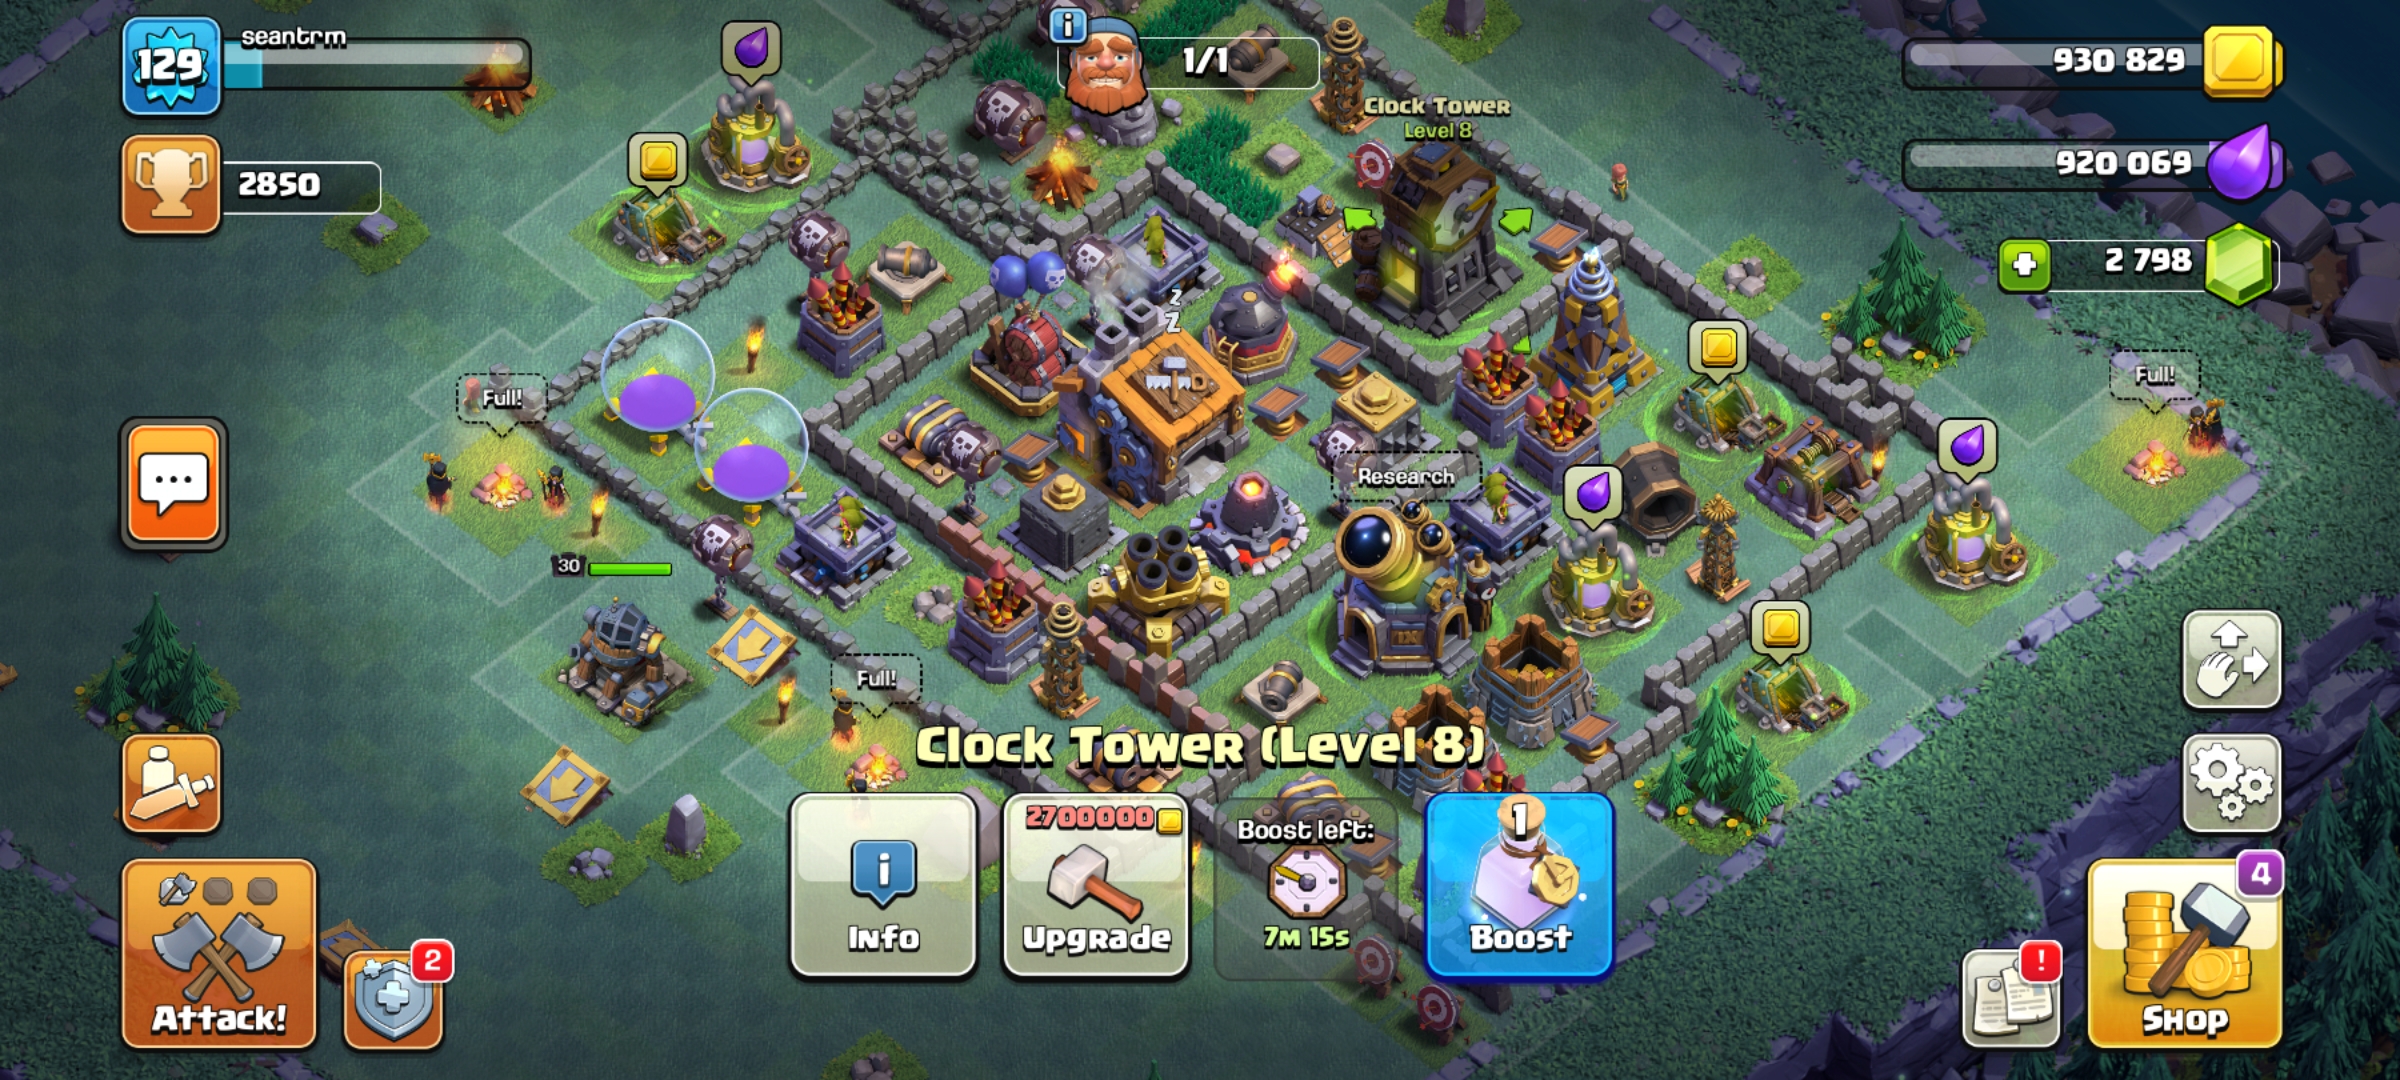 129
seantrm
1/1
930 829
Clock Tower
Level 8
920 069
2850
2 798
z
z
Full!
Full!
Research
30
Full!
Clock Tower (Level 8)
2700000
Boost left:
1
4
Info
Upgrade
7m 15s
Boost
2
!
Attack!
Shop